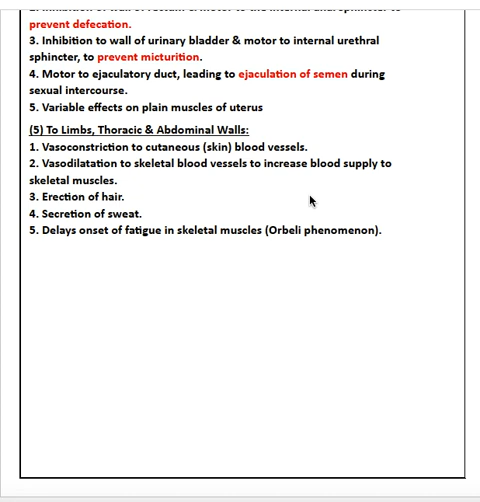 prevent defecation.
3. Inhibition to wall of urinary bladder & motor to internal urethral
sphincter, to prevent micturition.
4. Motor to ejaculatory duct, leading to ejaculation of semen during
sexual intercourse.
5. Variable effects on plain muscles of uterus
(5) To Limbs, Thoracic & Abdominal Walls:
1. Vasoconstriction to cutaneous (skin) blood vessels.
2. Vasodilatation to skeletal blood vessels to increase blood supply to
skeletal muscles.
3. Erection of hair.
4. Secretion of sweat.
5. Delays onset of fatigue in skeletal muscles (Orbeli phenomenon).